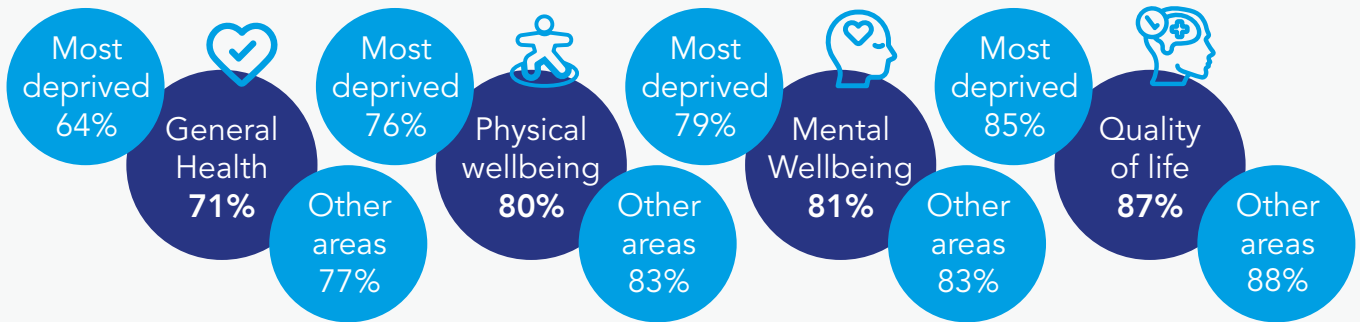 Most
deprived
64%
General
Health
71%
Other
areas
77%
Most
deprived
76%
Physical
wellbeing
80%
Other
areas
83%
Most
deprived
79%
Mental
Wellbeing
81%
Other
areas
83%
Most
deprived
85%
Quality
of life
87%
Other
areas
88%